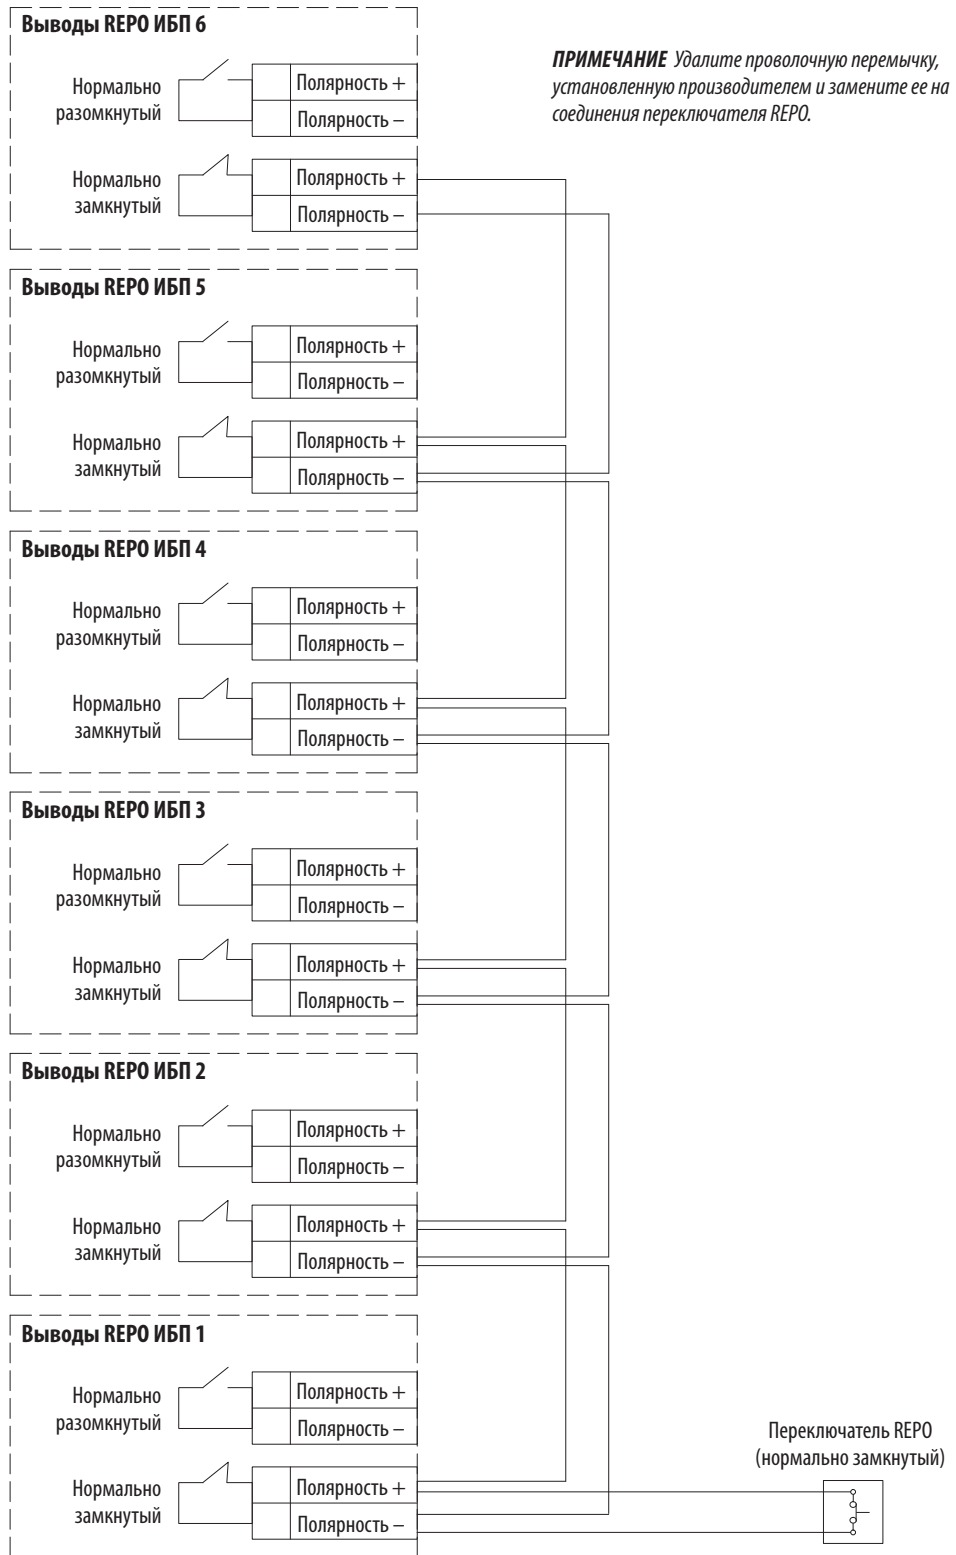 Выводы REPO ИБП 6
ПРИМЕЧАНИЕ Удалите проволочную перемычку,
установленную производителем и замените ее на
соединения переключателя REPO.
Нормально
разомкнутый
Полярность +
Полярность –
Нормально
замкнутый
Полярность +
Полярность –
Выводы REPO ИБП 5
Нормально
разомкнутый
Полярность +
Полярность –
Нормально
замкнутый
Полярность +
Полярность –
Выводы REPO ИБП 4
Нормально
разомкнутый
Полярность +
Полярность –
Нормально
замкнутый
Полярность +
Полярность –
Выводы REPO ИБП 3
Нормально
разомкнутый
Полярность +
Полярность –
Нормально
замкнутый
Полярность +
Полярность –
Выводы REPO ИБП 2
Нормально
разомкнутый
Полярность +
Полярность –
Нормально
замкнутый
Полярность +
Полярность –
Выводы REPO ИБП 1
Нормально
разомкнутый
Полярность +
Полярность –
Нормально
замкнутый
Полярность +
Полярность –
Переключатель REPO
(нормально замкнутый)